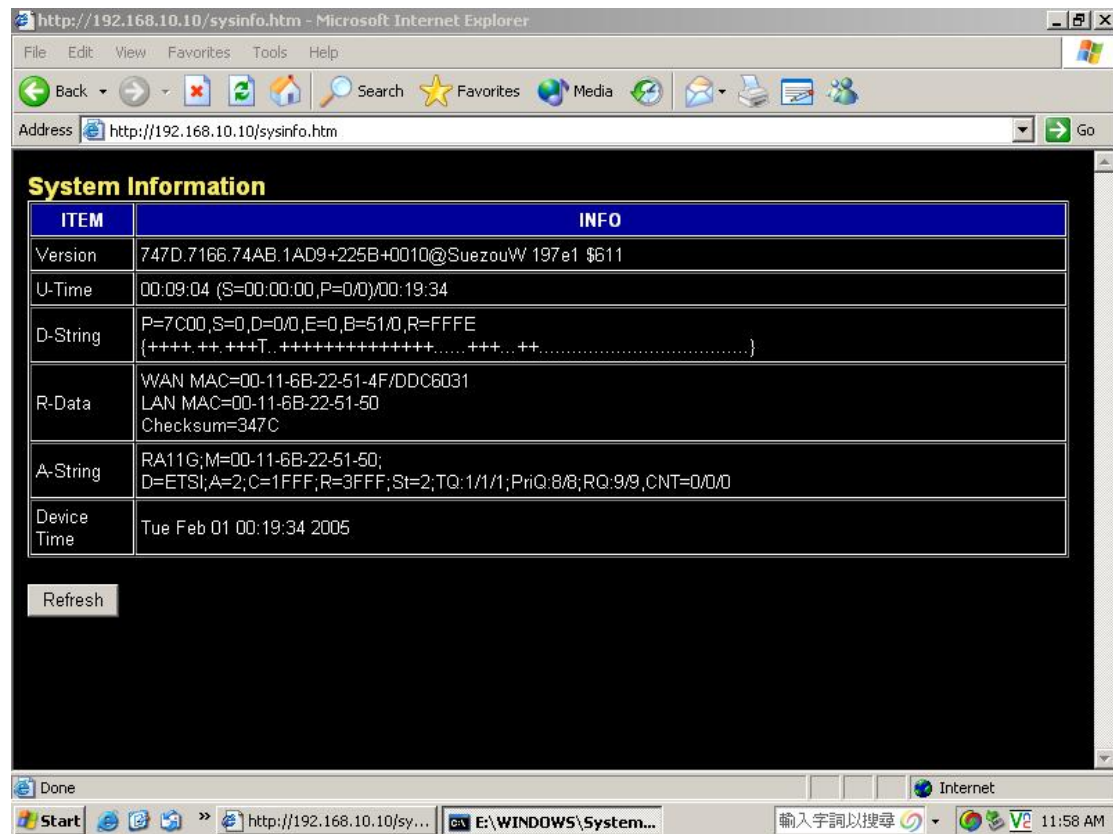 http://192.168.10.10/sysinfo.htm - Microsoft Internet Explorer
File Edit View Favorites Tools Help
Back Search Favorites Media
Address http://192.168.10.10/sysinfo.htm Go
System Information
ITEM INFO
Version 747D.7166.74AB.1AD9+225B+0010@SuezouW 197e1 $611
U-Time 00:09:04 (S=00:00:00,P=0/0)/00:19:34
D-String
P=7C00,S=0,D=0/0,E=0,B=51/0,R=FFFE
{++++.++.+++T..++++++++++++++......+++...++......................................}
R-Data
WAN MAC=00-11-6B-22-51-4F/DDC6031
LAN MAC=00-11-6B-22-51-50
Checksum=347C
A-String
RA11G;M=00-11-6B-22-51-50;
D=ETSI;A=2;C=1FFF;R=3FFF;St=2;TQ:1/1/1;PriQ:8/8;RQ:9/9,CNT=0/0/0
Device
Time
Tue Feb 01 00:19:34 2005
Refresh
Done Internet
Start » http://192.168.10.10/sy... E:\WINDOWS\System... 輸入字詞以搜尋 V2 11:58 AM